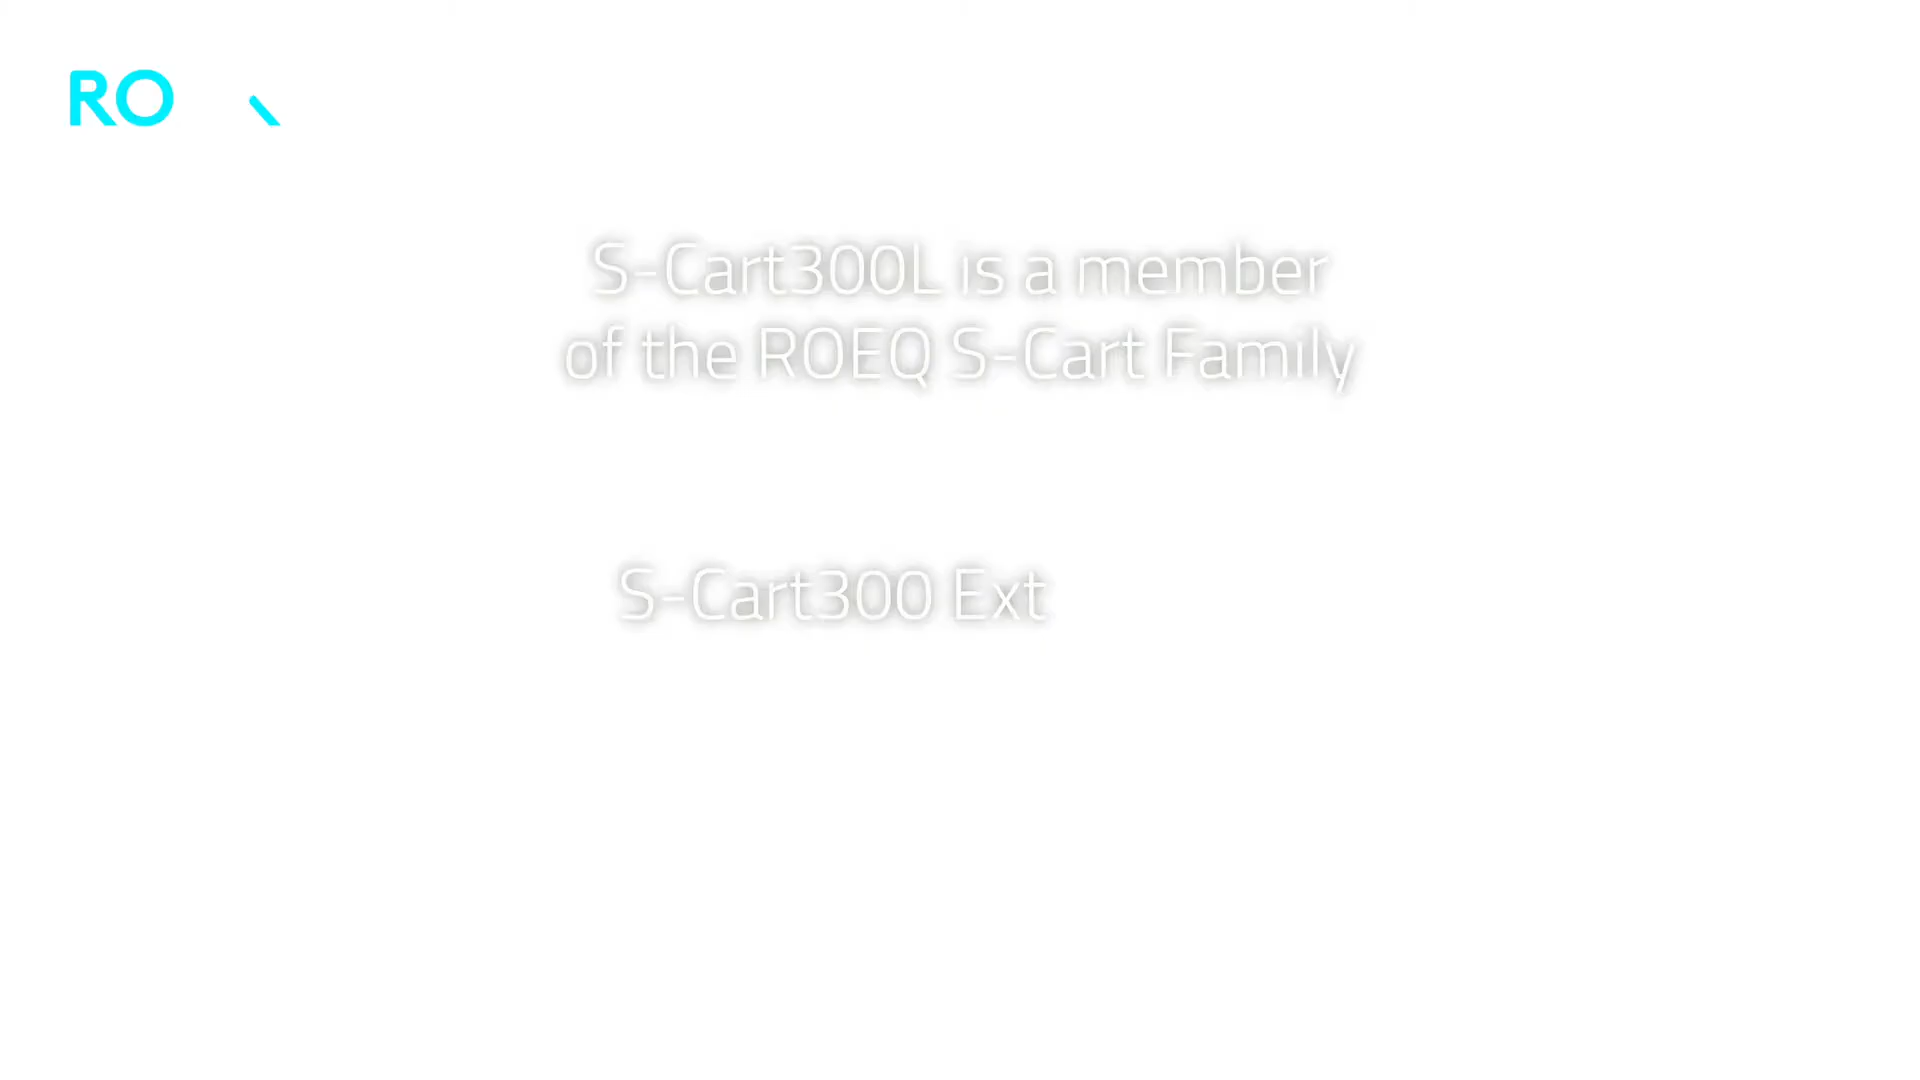 RO
S-Cart300L is a member
of the ROEQ S-Cart Family
S-Cart300 Ext